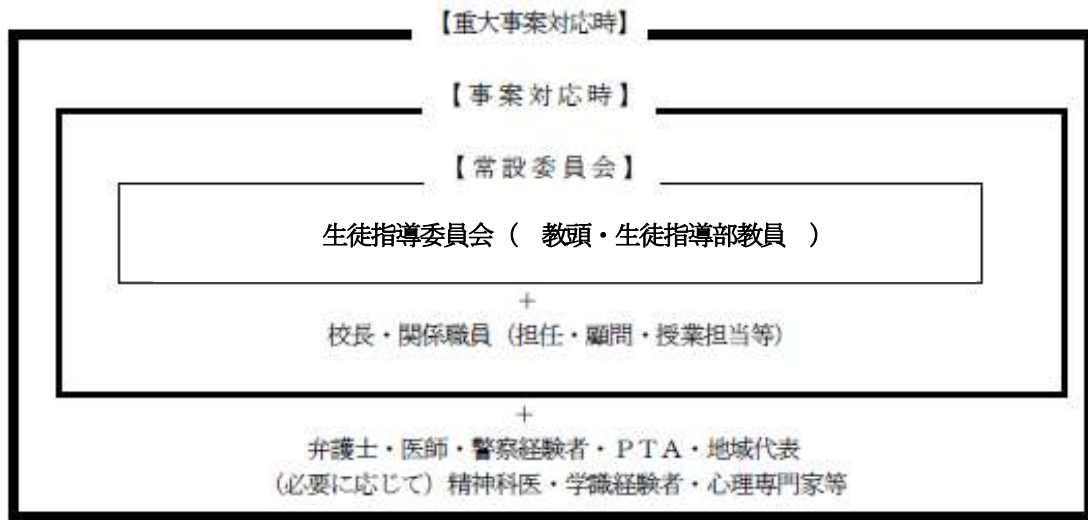 【重大事案対応時】
【事案対応時】
【常設委員会】
生徒指導委員会（　教頭・生徒指導部教員　）
＋
校長・関係職員（担任・顧問・授業担当等）
＋
弁護士・医師・警察経験者・ＰＴＡ・地域代表
（必要に応じて）精神科医・学識経験者・心理専門家等